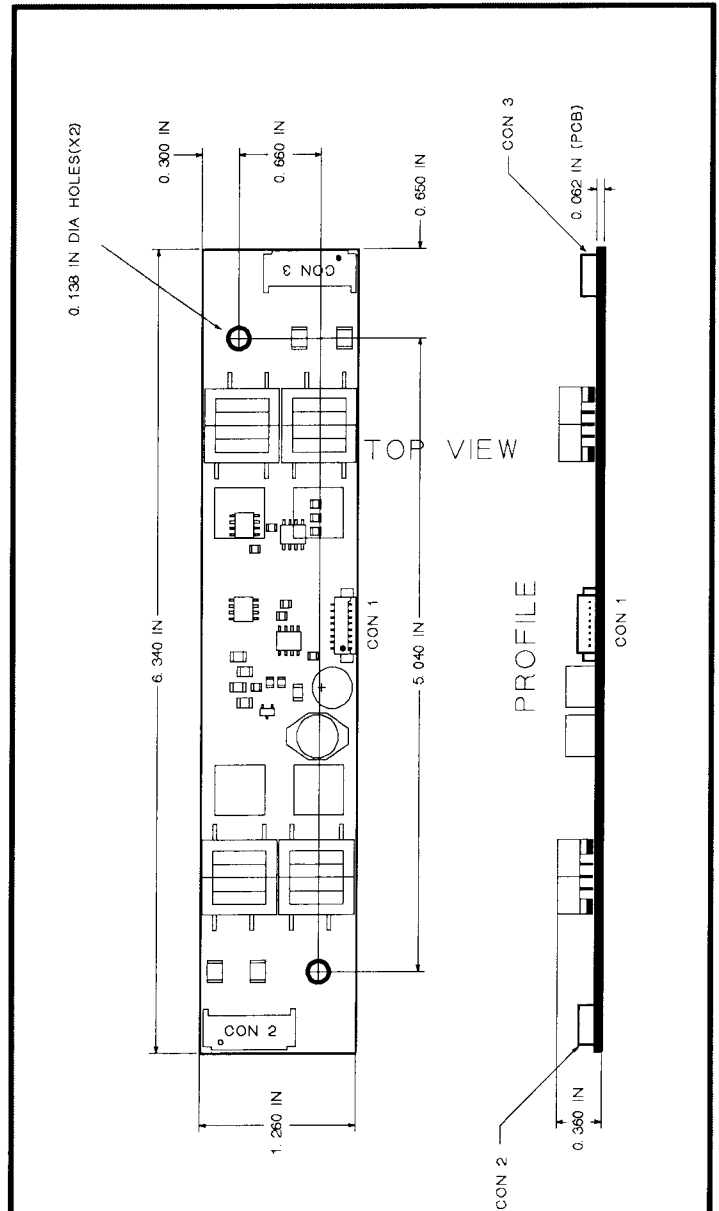 0.138 IN DIA HOLES(X2)
0.300 IN
0.660 IN
0.650 IN
CON 3
0.062 IN (PCB)
CON 3
TOP VIEW
6.340 IN
5.040 IN
CON 1
PROFILE
CON 1
+
CON 2
1.260 IN
CON 2
0.360 IN